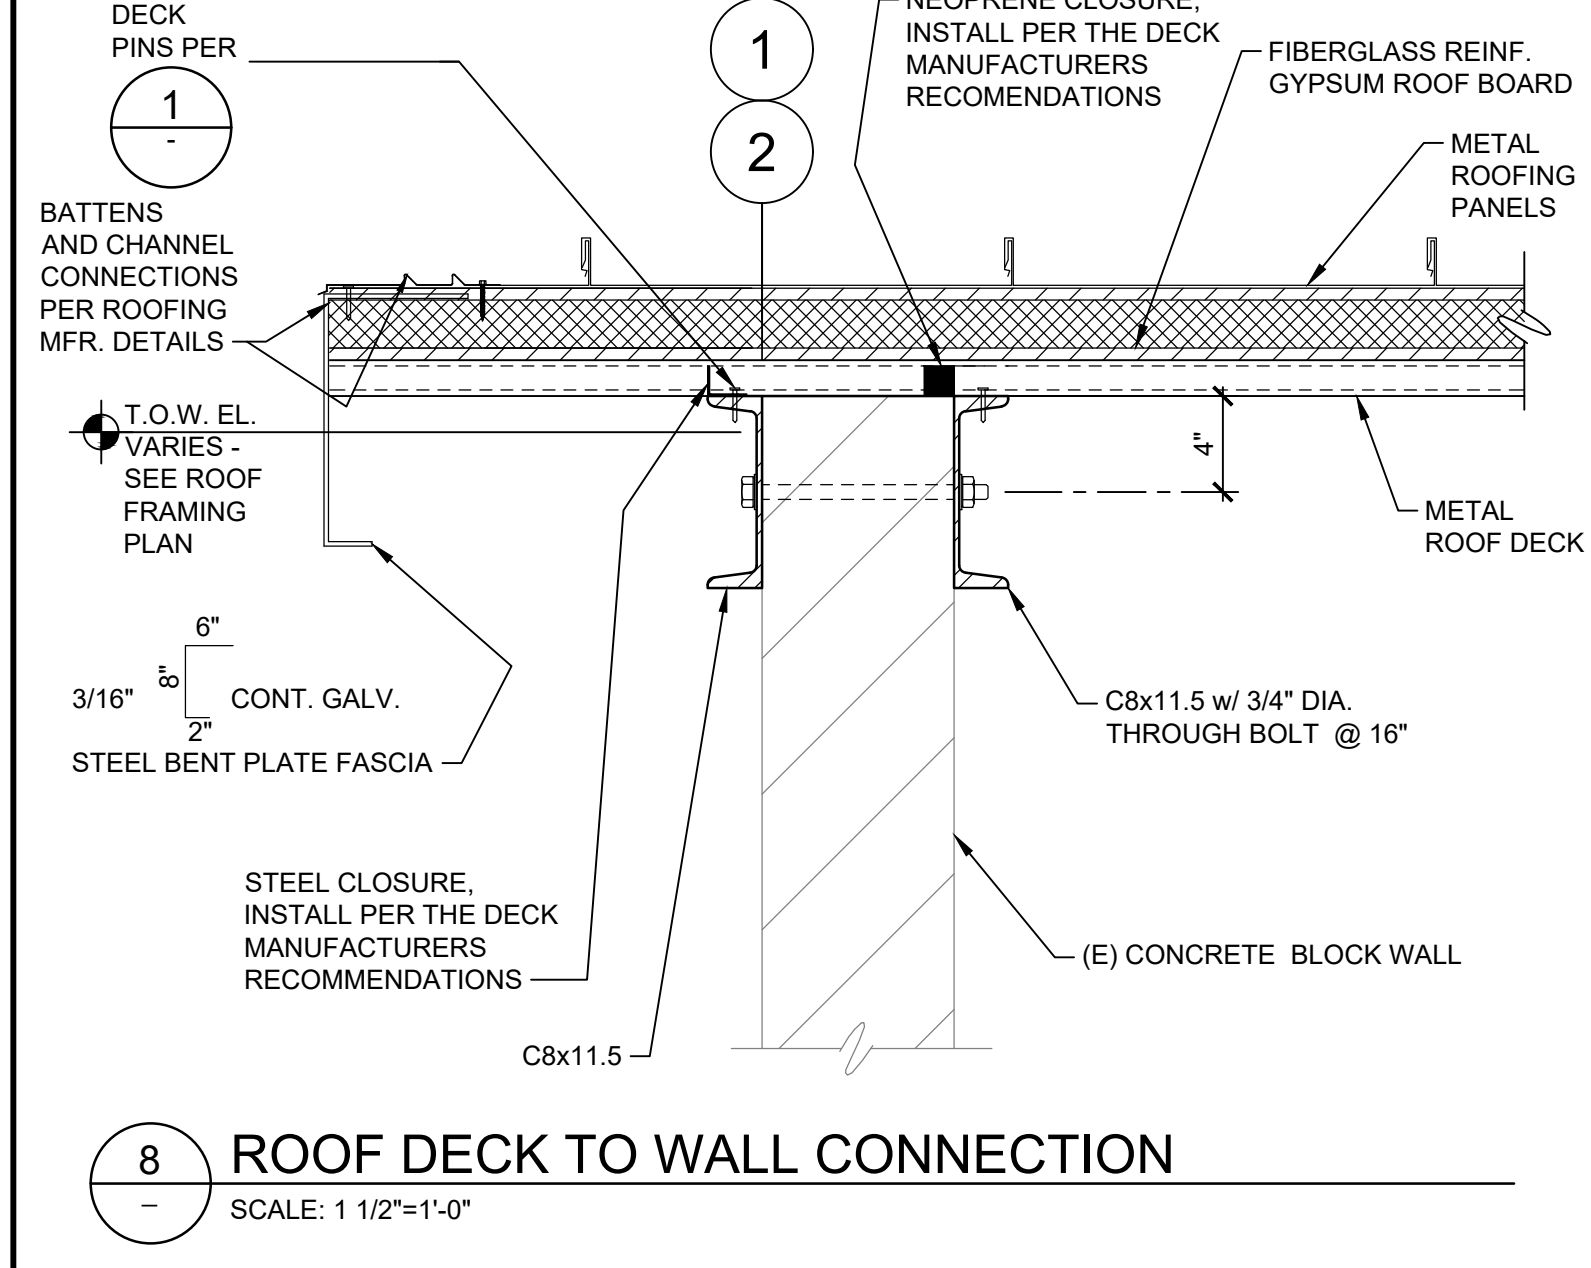 DECK
PINS PER
1
-
1
2
NEOPRENE CLOSURE,
INSTALL PER THE DECK
MANUFACTURERS
RECOMENDATIONS
FIBERGLASS REINF.
GYPSUM ROOF BOARD
METAL
ROOFING
PANELS
BATTENS
AND CHANNEL
CONNECTIONS
PER ROOFING
MFR. DETAILS
T.O.W. EL.
VARIES -
SEE ROOF
FRAMING
PLAN
4"
METAL
ROOF DECK
6"
8"
3/16"
CONT. GALV.
2"
STEEL BENT PLATE FASCIA
C8x11.5 w/ 3/4" DIA.
THROUGH BOLT @ 16"
STEEL CLOSURE,
INSTALL PER THE DECK
MANUFACTURERS
RECOMMENDATIONS
(E) CONCRETE BLOCK WALL
C8x11.5
8
–
ROOF DECK TO WALL CONNECTION
SCALE: 1 1/2"=1'-0"